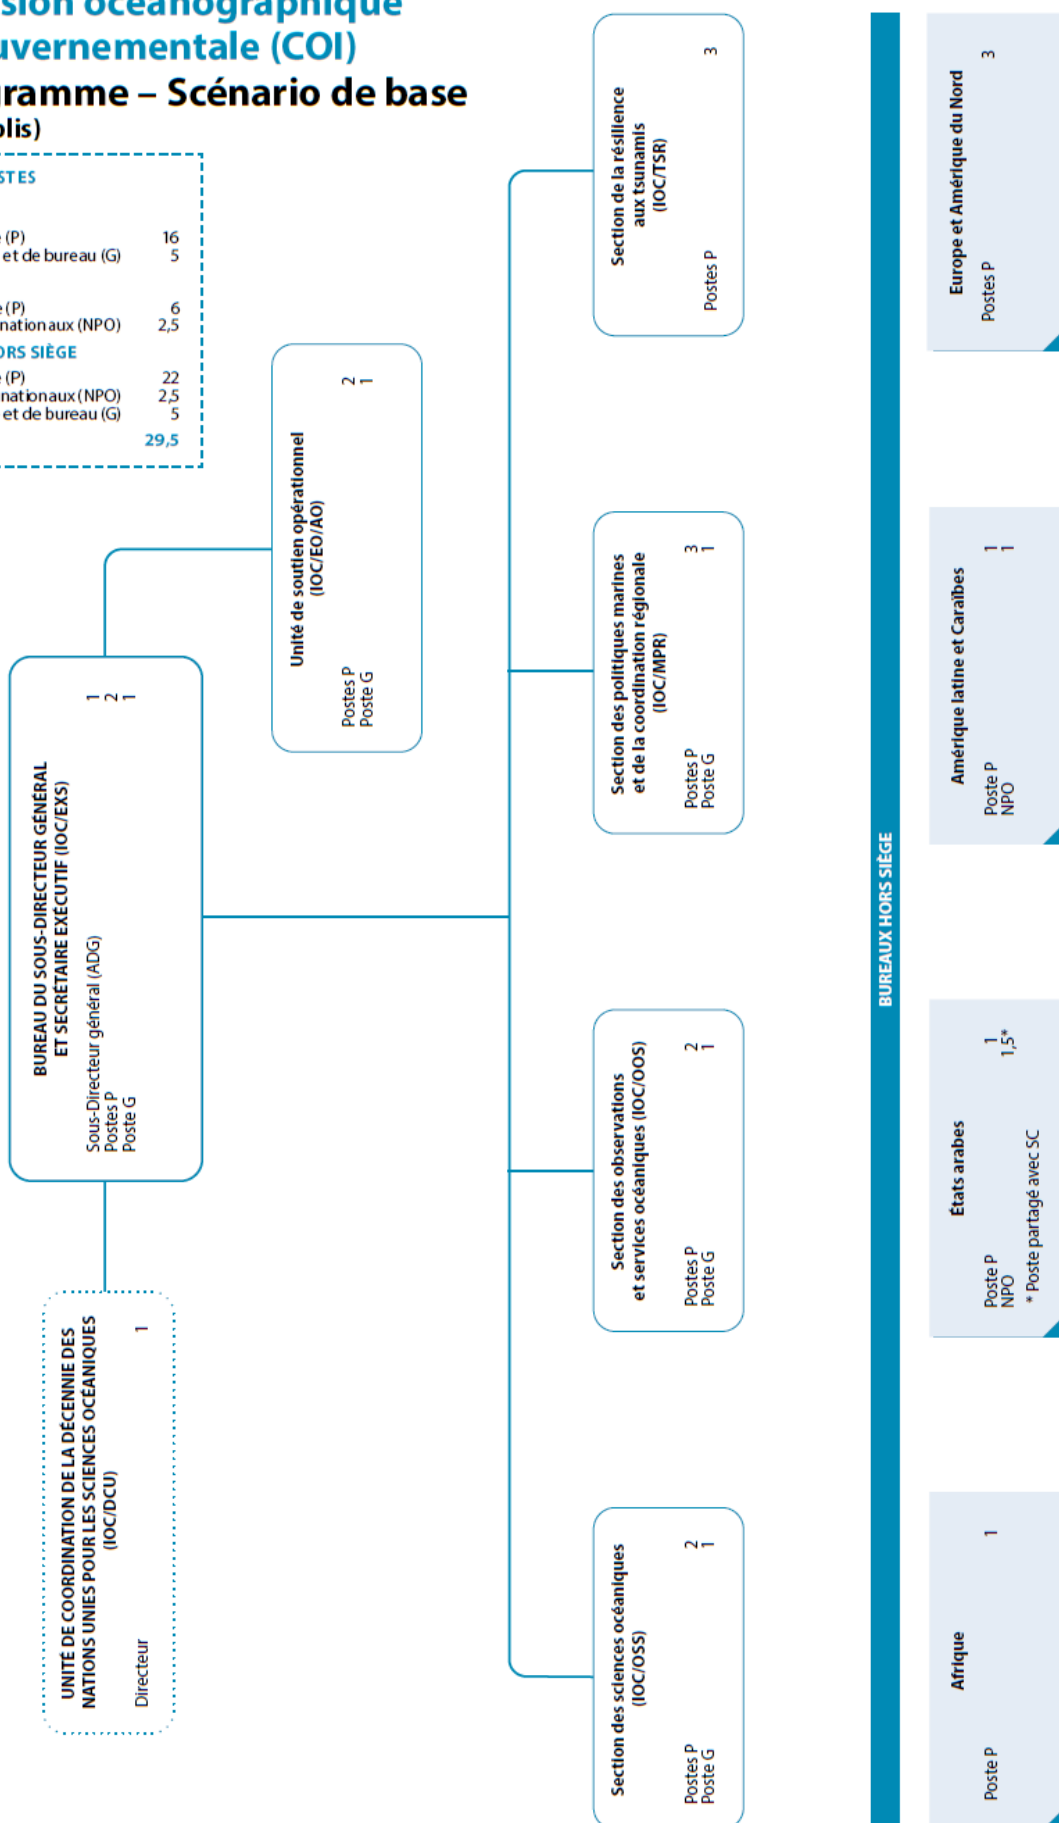 sion océanographique
uvernementale (COI)
gramme – Scénario de base
olis)
STES
(P) 16
et de bureau (G) 5
(P) 6
nationaux (NPO) 2,5
ORS SIÈGE
(P) 22
nationaux (NPO) 2,5
et de bureau (G) 5
29,5
UNITÉ DE COORDINATION DE LA DÉCENNIE DES
NATIONS UNIES POUR LES SCIENCES OCÉANIQUES
(IOC/DCU)
Directeur 1
BUREAU DU SOUS-DIRECTEUR GÉNÉRAL
ET SECRÉTAIRE EXÉCUTIF (IOC/EXS)
Sous-Directeur général (ADG) 1
Postes P 2
Poste G 1
Unité de soutien opérationnel
(IOC/EO/AO)
Postes P 2
Poste G 1
Section des sciences océaniques
(IOC/OSS)
Postes P 2
Poste G 1
Section des observations
et services océaniques (IOC/OOS)
Postes P 2
Poste G 1
Section des politiques marines
et de la coordination régionale
(IOC/MPR)
Postes P 3
Poste G 1
Section de la résilience
aux tsunamis
(IOC/TSR)
Postes P 3
BUREAUX HORS SIÈGE
Afrique
Poste P 1
États arabes
Poste P 1
NPO 1,5*
* Poste partagé avec SC
Amérique latine et Caraïbes
Poste P 1
NPO 1
Europe et Amérique du Nord
Postes P 3